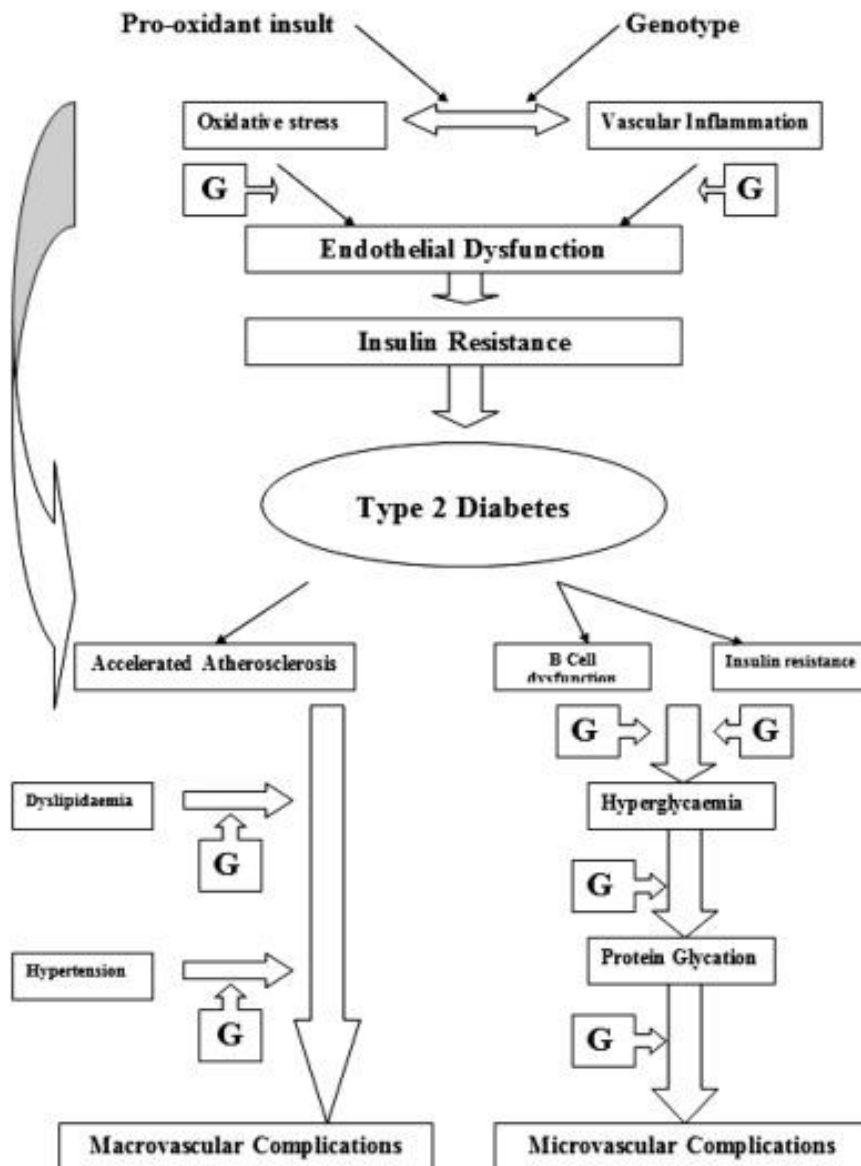 Pro-oxidant insult
Genotype
Oxidative stress
Vascular Inflammation
G
G
Endothelial Dysfunction
Insulin Resistance
Type 2 Diabetes
Accelerated Atherosclerosis
B Cell
dysfunction
Insulin resistance
G
G
Dyslipidaemia
Hyperglycaemia
G
G
Hypertension
Protein Glycation
G
G
Macrovascular Complications
Microvascular Complications